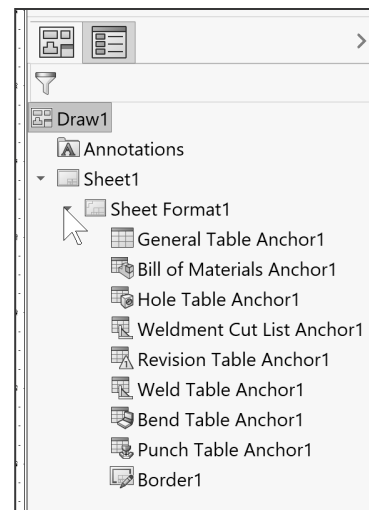 Draw1
Annotations
Sheet1
Sheet Format1
General Table Anchor1
Bill of Materials Anchor1
Hole Table Anchor1
Weldment Cut List Anchor1
Revision Table Anchor1
Weld Table Anchor1
Bend Table Anchor1
Punch Table Anchor1
Border1